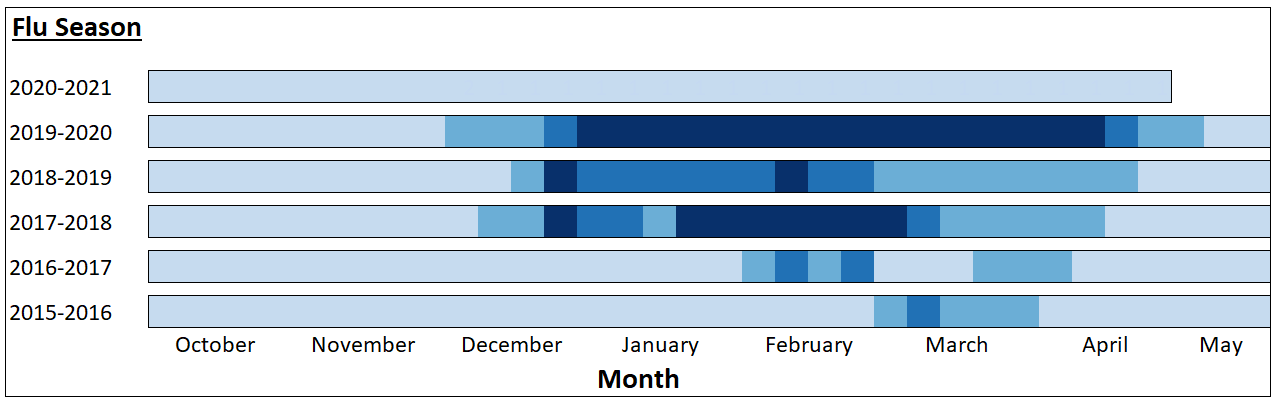 Flu Season
2020-2021
2019-2020
2018-2019
2017-2018
2016-2017
2015-2016
October November December January February March April May
Month